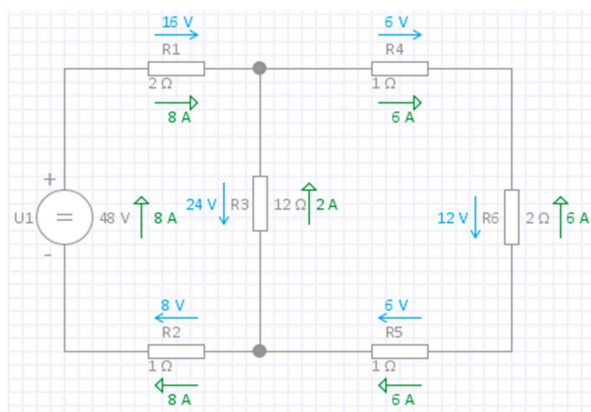 16 V
6 V
R1
R4
2 Ω
1 Ω
8 A
6 A
+
U1
=
48 V
8 A
24 V
R3
12 Ω
2 A
12 V
R6
2 Ω
6 A
-
8 V
6 V
R2
R5
1 Ω
1 Ω
8 A
6 A